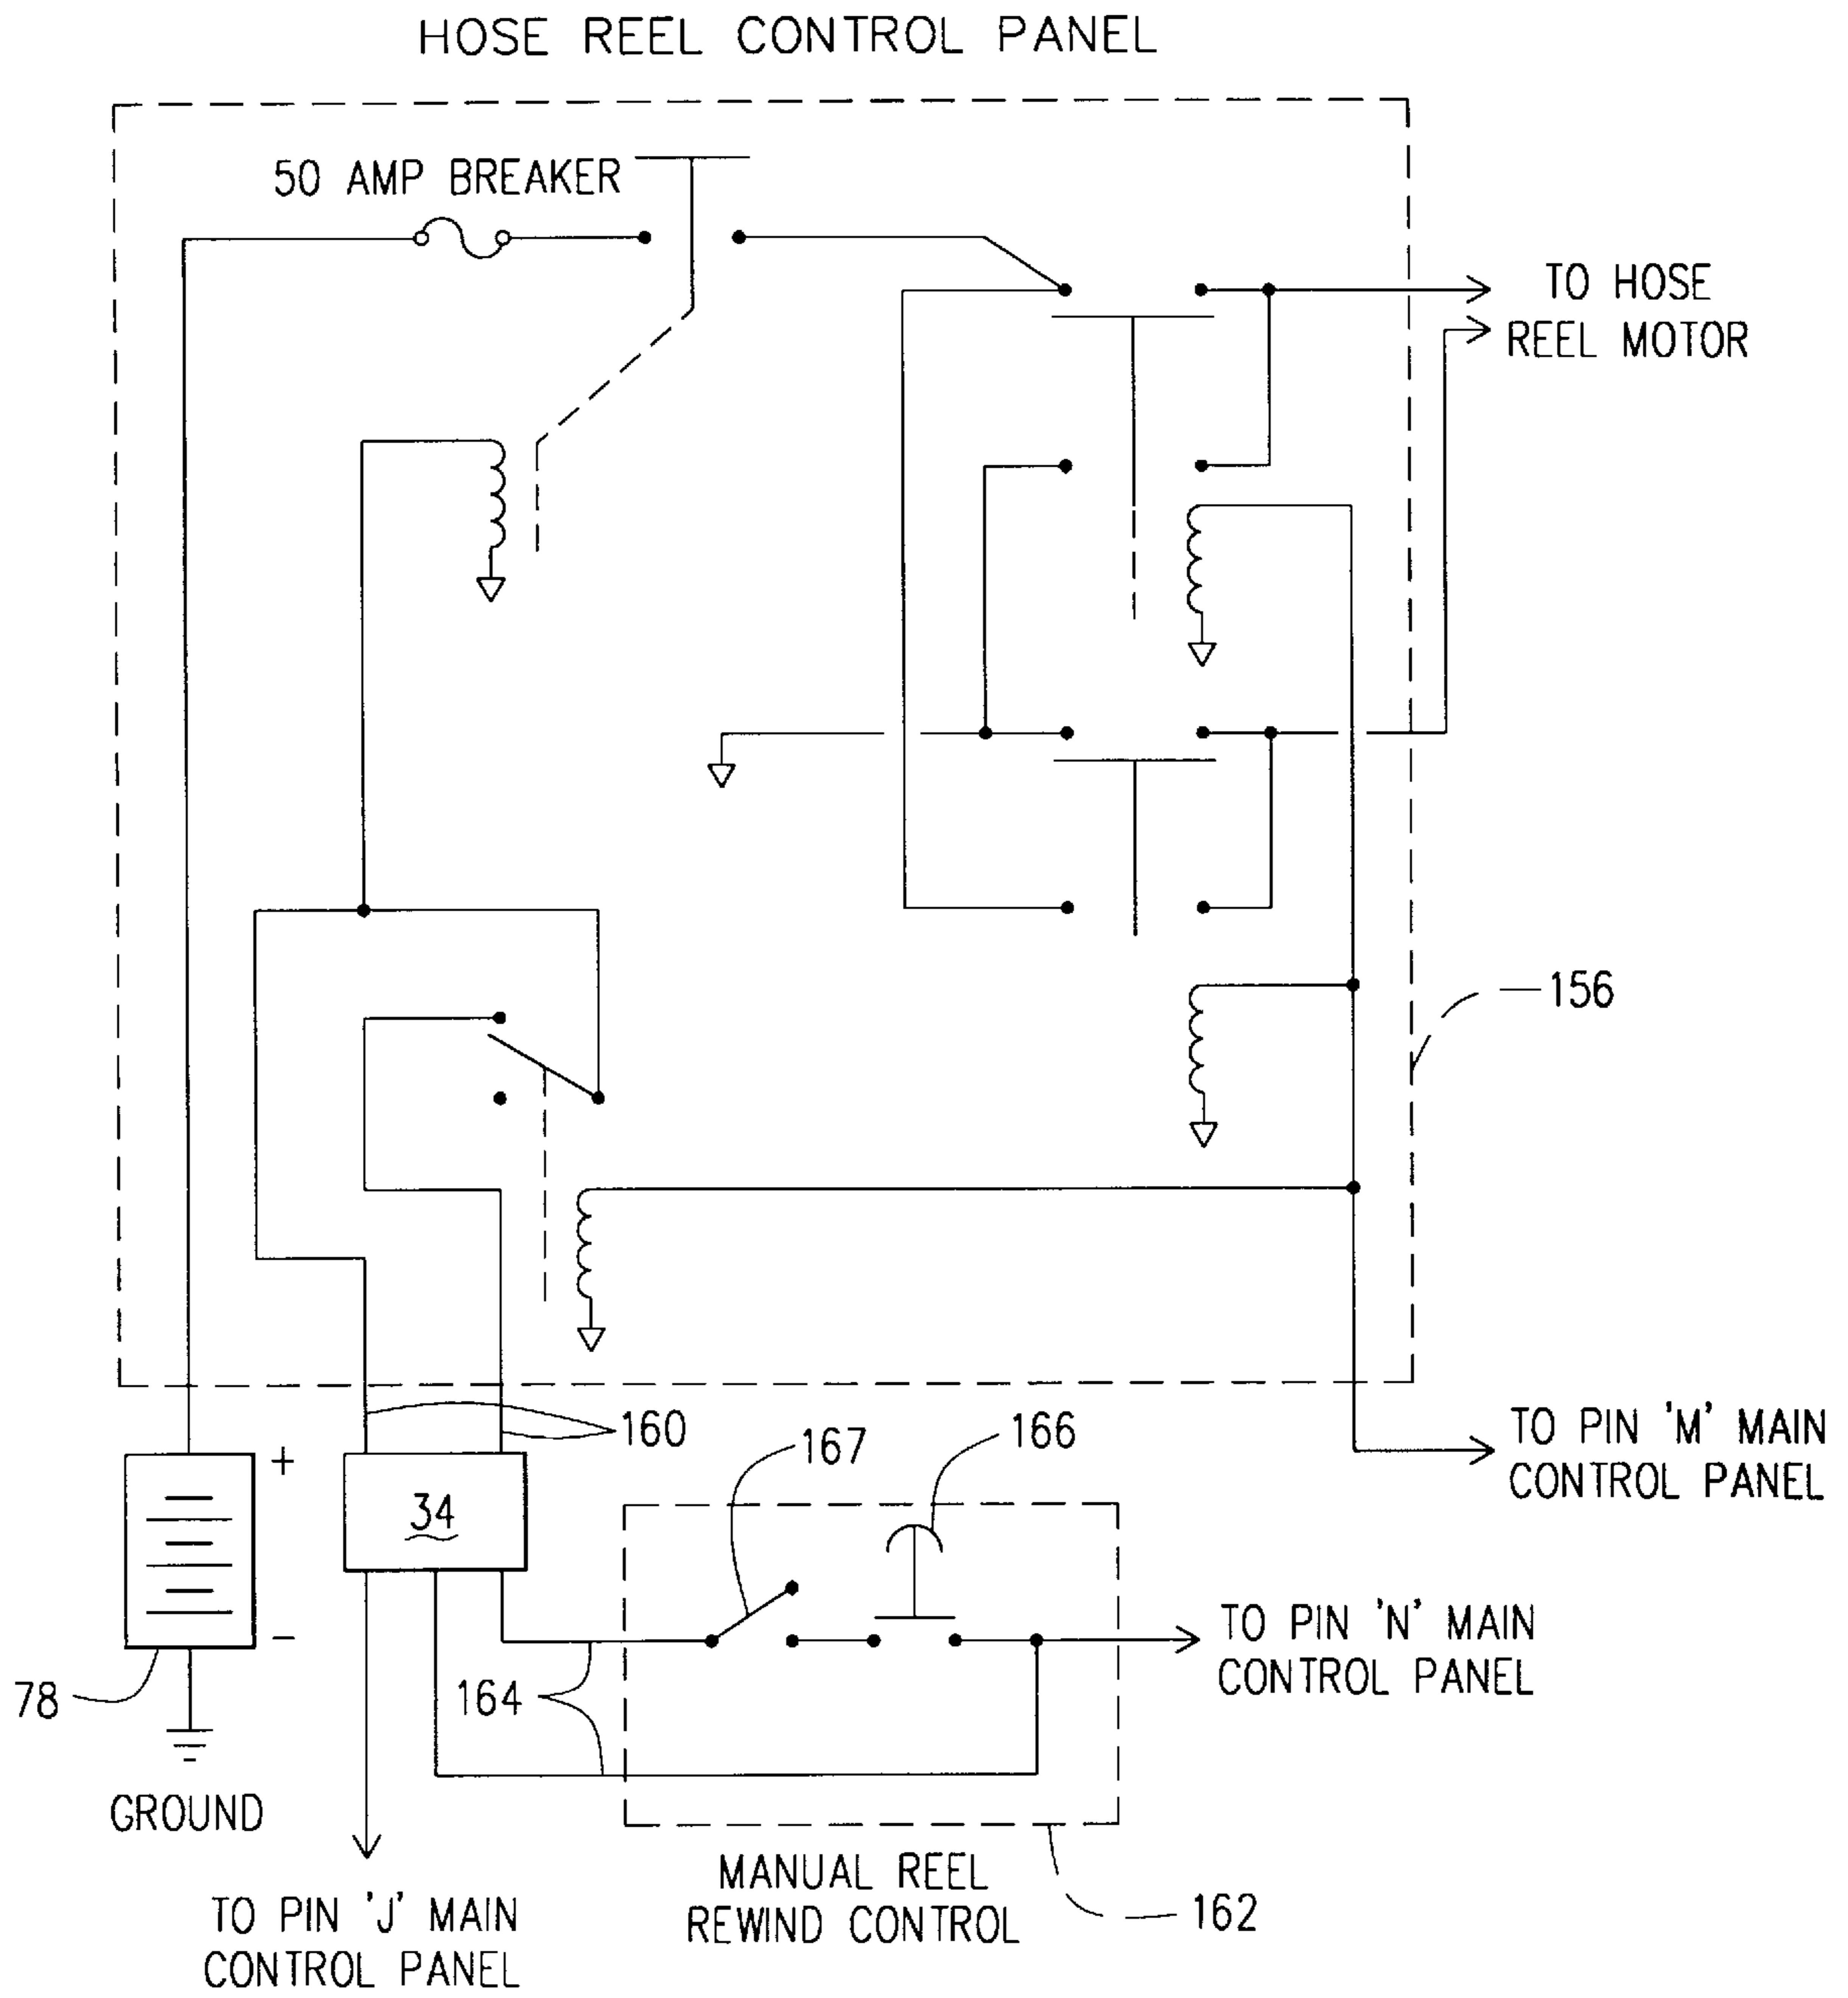 HOSE REEL CONTROL PANEL
50 AMP BREAKER
TO HOSE
REEL MOTOR
156
160
167
166
TO PIN 'M' MAIN
CONTROL PANEL
+
34
−
TO PIN 'N' MAIN
CONTROL PANEL
78
164
GROUND
MANUAL REEL
REWIND CONTROL
162
TO PIN 'J' MAIN
CONTROL PANEL